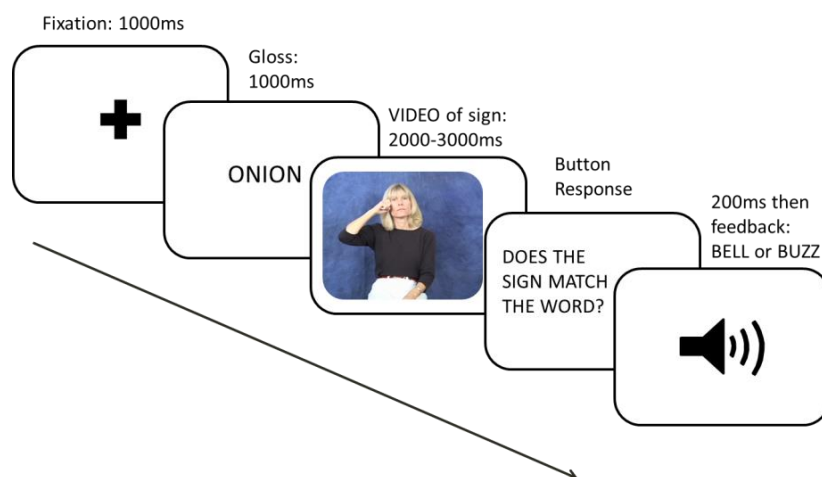 Fixation: 1000ms
Gloss:
1000ms
ONION
VIDEO of sign:
2000-3000ms
Button
Response
DOES THE
SIGN MATCH
THE WORD?
200ms then
feedback:
BELL or BUZZ